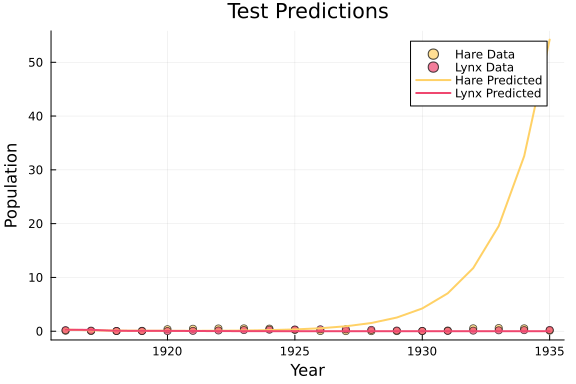 Test Predictions
Hare Data
Lynx Data
Hare Predicted
Lynx Predicted
50
40
30
20
10
0
Population
1920 1925 1930 1935
Year